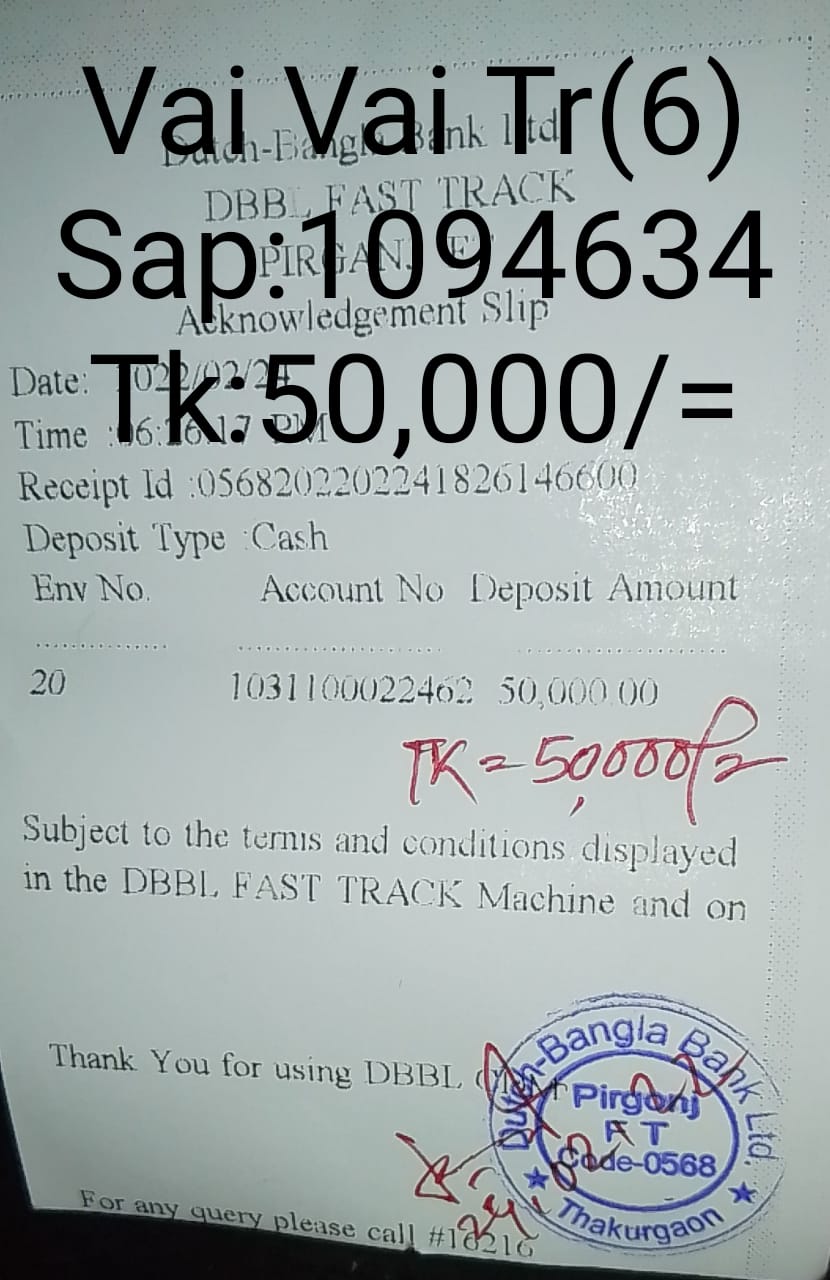 Vai Vai Tr(6)
Dutch-Bangla Bank Ltd
DBBL FAST TRACK
Sap:1094634
PIRGANJ FT
Acknowledgement Slip
Tk:50,000/=
Date: 2022/02/24
Time :06:26:17 PM
Receipt Id :0568202202241826146600
Deposit Type :Cash
Env No. Account No Deposit Amount
20 1031100022462 50,000.00
TK = 50,000/=
Subject to the terms and conditions displayed
in the DBBL FAST TRACK Machine and on
Thank You for using DBBL
Dutch-Bangla Bank Ltd.
Pirgonj
FT
Code-0568
Thakurgaon
For any query please call #16216